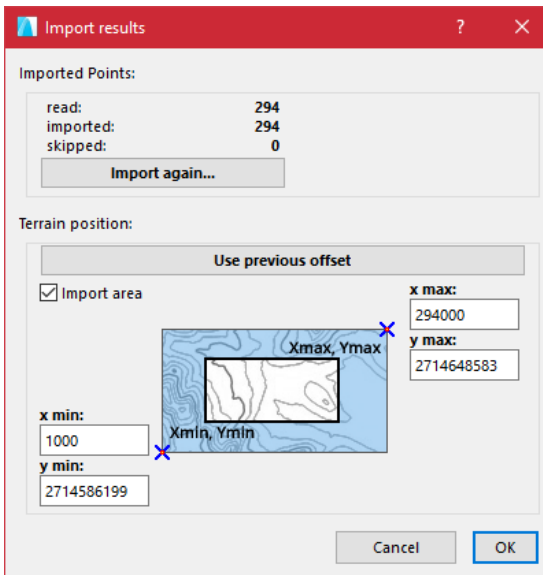 Import results
?
Imported Points:
read: 294
imported: 294
skipped: 0
Import again...
Terrain position:
Use previous offset
Import area
x max:
294000
y max:
2714648583
Xmax, Ymax
x min:
1000
y min:
2714586199
Xmin, Ymin
Cancel
OK